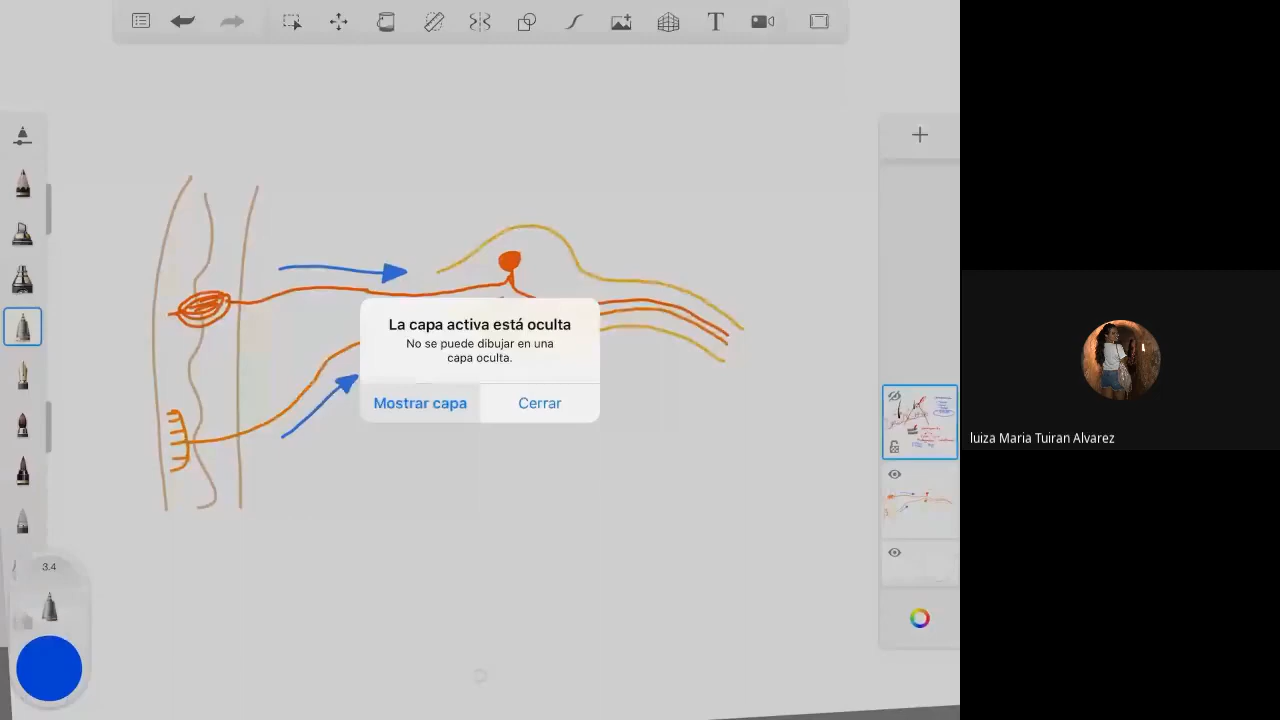 T
La capa activa está oculta
No se puede dibujar en una
capa oculta.
Mostrar capa
Cerrar
luiza Maria Tuiran Alvarez
3.4